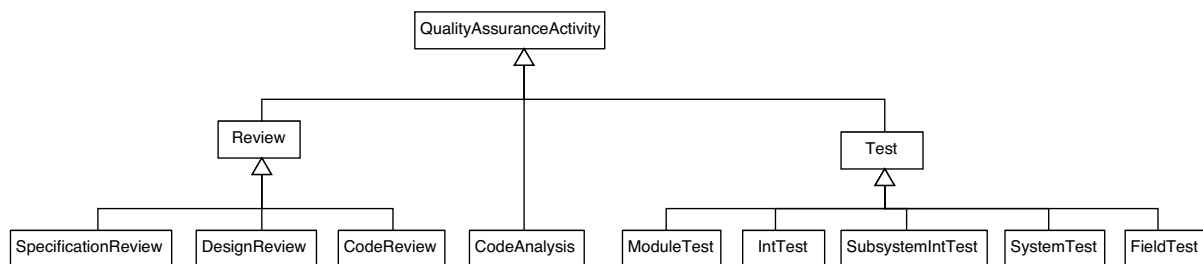 QualityAssuranceActivity
Review
Test
SpecificationReview
DesignReview
CodeReview
CodeAnalysis
ModuleTest
IntTest
SubsystemIntTest
SystemTest
FieldTest